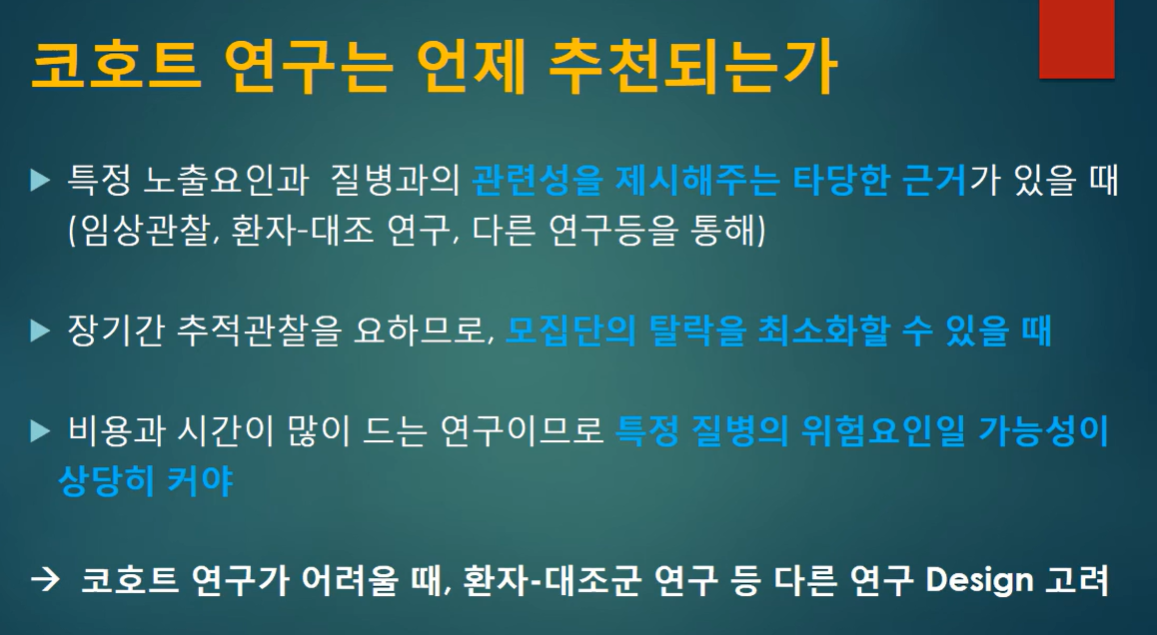 코호트 연구는 언제 추천되는가
▶ 특정 노출요인과 질병과의 관련성을 제시해주는 타당한 근거가 있을 때
(임상관찰, 환자-대조 연구, 다른 연구등을 통해)
▶ 장기간 추적관찰을 요하므로, 모집단의 탈락을 최소화할 수 있을 때
▶ 비용과 시간이 많이 드는 연구이므로 특정 질병의 위험요인일 가능성이
상당히 커야
→ 코호트 연구가 어려울 때, 환자-대조군 연구 등 다른 연구 Design 고려